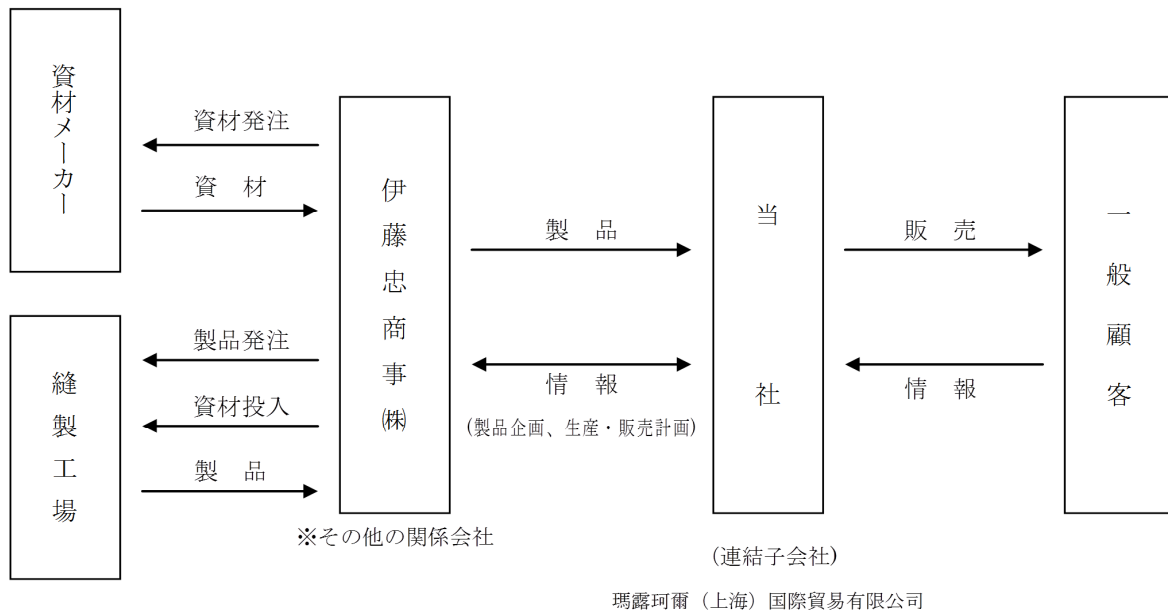 資材メーカー
資材発注
資 材
縫製工場
製品発注
資材投入
製 品
伊藤忠商事㈱
※その他の関係会社
製 品
情 報
(製品企画、生産・販売計画)
当社
(連結子会社)
瑪露珂爾（上海）国際貿易有限公司
販 売
情 報
一般顧客